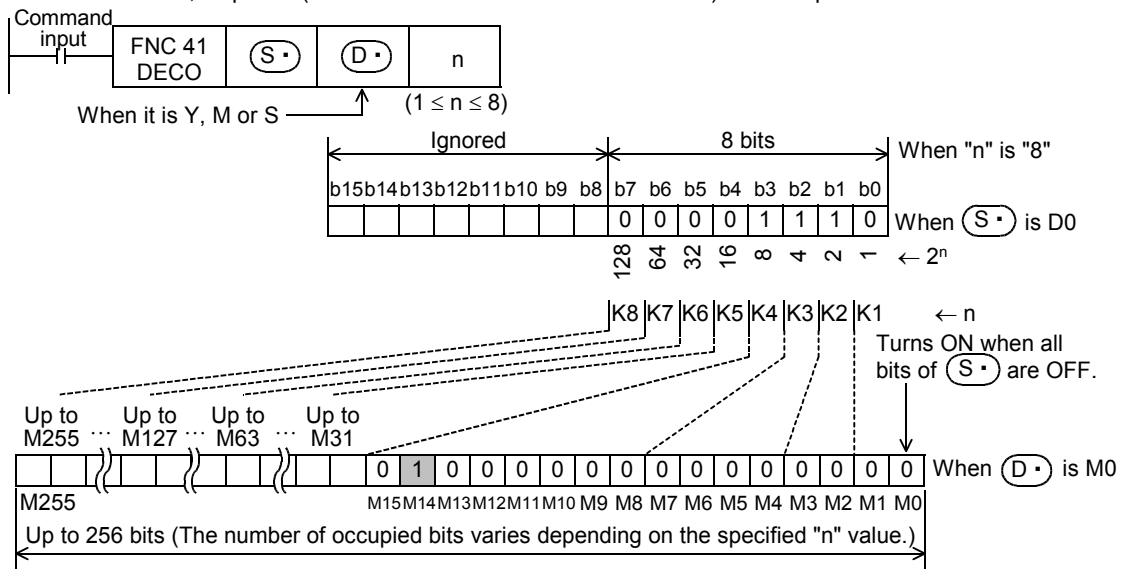 Command
input
FNC 41
DECO
S·
D·
n
When it is Y, M or S
(1 ≤ n ≤ 8)
Ignored
8 bits
When "n" is "8"
b15 b14 b13 b12 b11 b10 b9 b8 b7 b6 b5 b4 b3 b2 b1 b0
0 0 0 0 1 1 1 0 When S· is D0
128 64 32 16 8 4 2 1 ← 2ⁿ
K8 K7 K6 K5 K4 K3 K2 K1 ← n
Turns ON when all
bits of S· are OFF.
Up to Up to Up to Up to
M255 ... M127 ... M63 ... M31
0 1 0 0 0 0 0 0 0 0 0 0 0 0 0 0 When D· is M0
M255 M15 M14 M13 M12 M11 M10 M9 M8 M7 M6 M5 M4 M3 M2 M1 M0
Up to 256 bits (The number of occupied bits varies depending on the specified "n" value.)